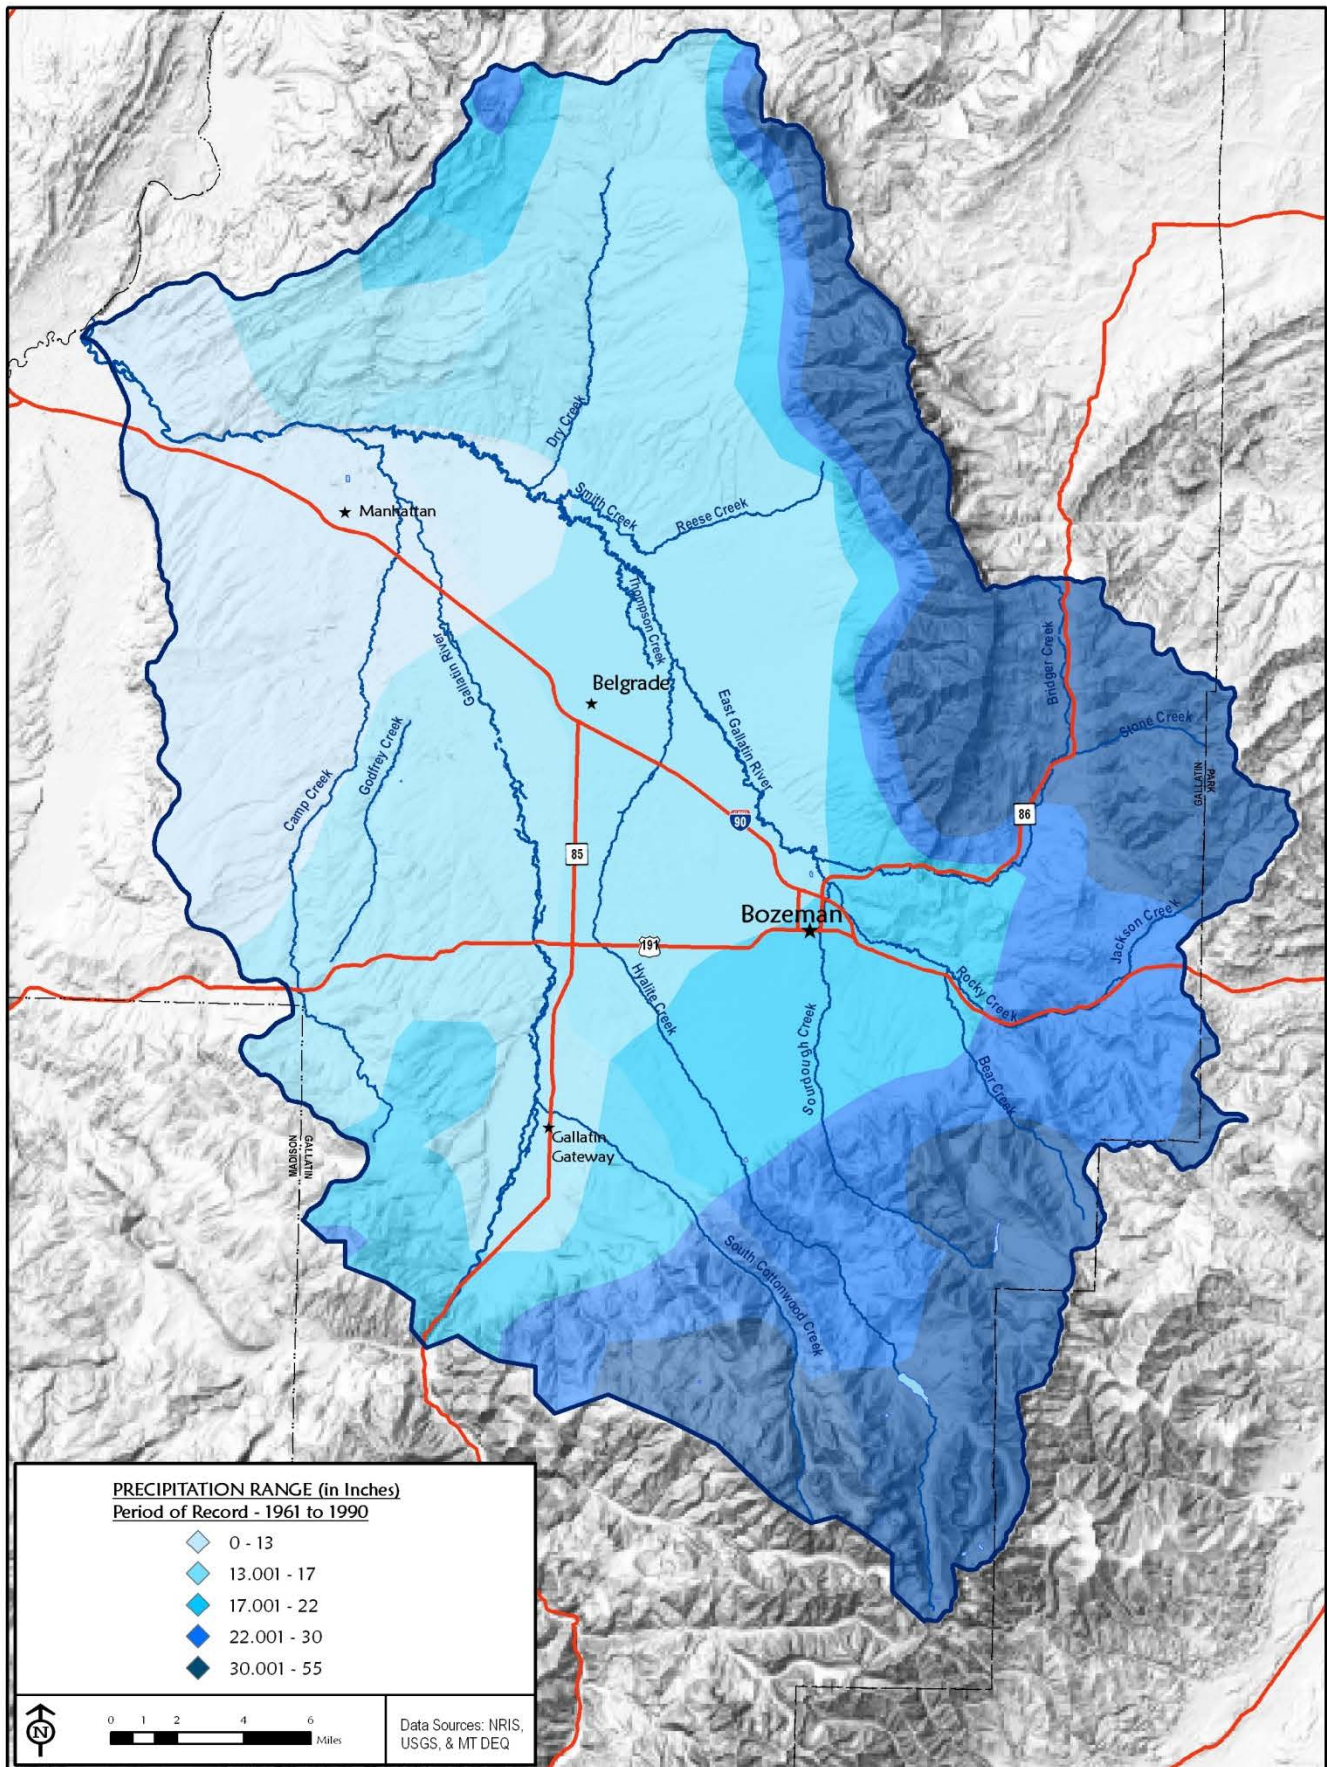 Dry Creek
Smith Creek
Reese Creek
Manhattan
Thompson Creek
Gallatin River
Belgrade
East Gallatin River
Bridger Creek
Stone Creek
GALLATIN
PARK
Godfrey Creek
Camp Creek
90
86
85
Bozeman
191
Jackson Creek
Rocky Creek
Hyalite Creek
Sourdough Creek
Bear Creek
MADISON
GALLATIN
Gallatin
Gateway
South Cottonwood Creek
PRECIPITATION RANGE (in Inches)
Period of Record - 1961 to 1990
0 - 13
13.001 - 17
17.001 - 22
22.001 - 30
30.001 - 55
N
0 1 2 6
Miles
Data Sources: NRIS,
USGS, & MT DEQ